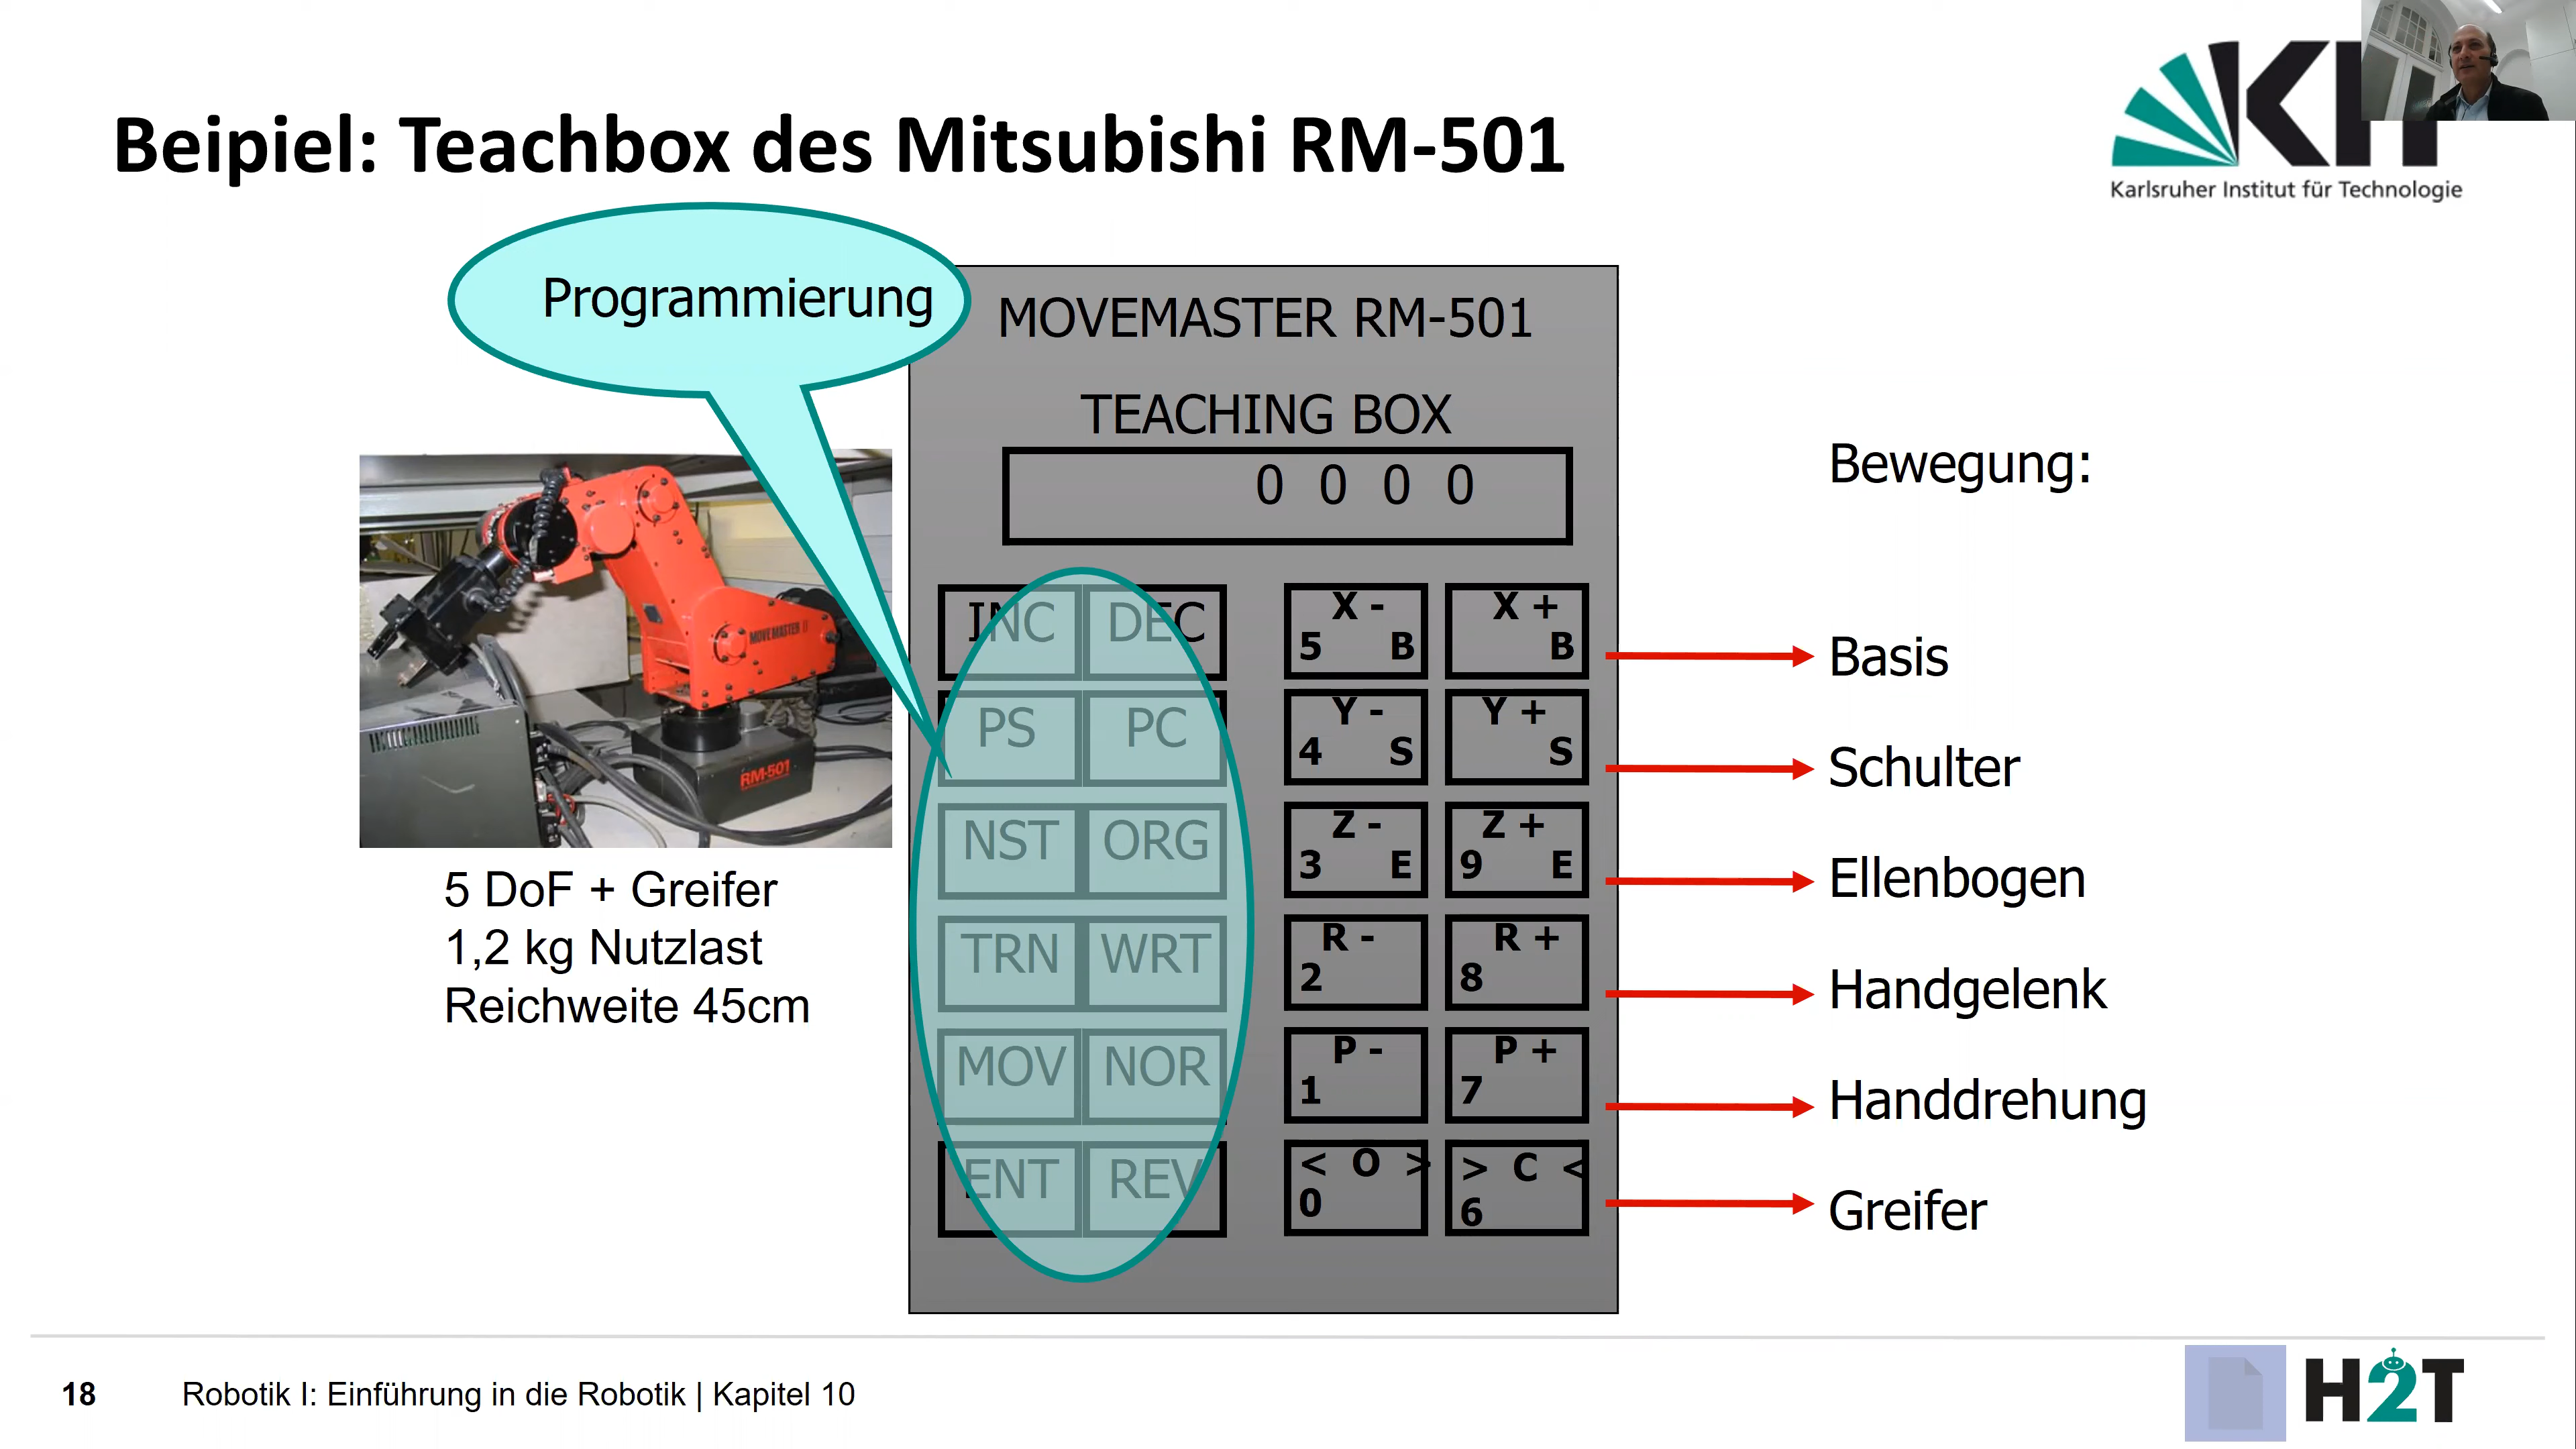 Beipiel: Teachbox des Mitsubishi RM-501
KIT
Karlsruher Institut für Technologie
Programmierung
MOVEMASTER RM-501
TEACHING BOX
0 0 0 0
INC DEC
PS PC
NST ORG
TRN WRT
MOV NOR
ENT REV
X -
5 B
X +
B
Y -
4 S
Y +
S
Z -
3 E
Z +
9 E
R -
2
R +
8
P -
1
P +
7
< O >
0
> C <
6
Bewegung:
Basis
Schulter
Ellenbogen
Handgelenk
Handdrehung
Greifer
MOVEMASTER II
RM-501
5 DoF + Greifer
1,2 kg Nutzlast
Reichweite 45cm
18
Robotik I: Einführung in die Robotik | Kapitel 10
H2T